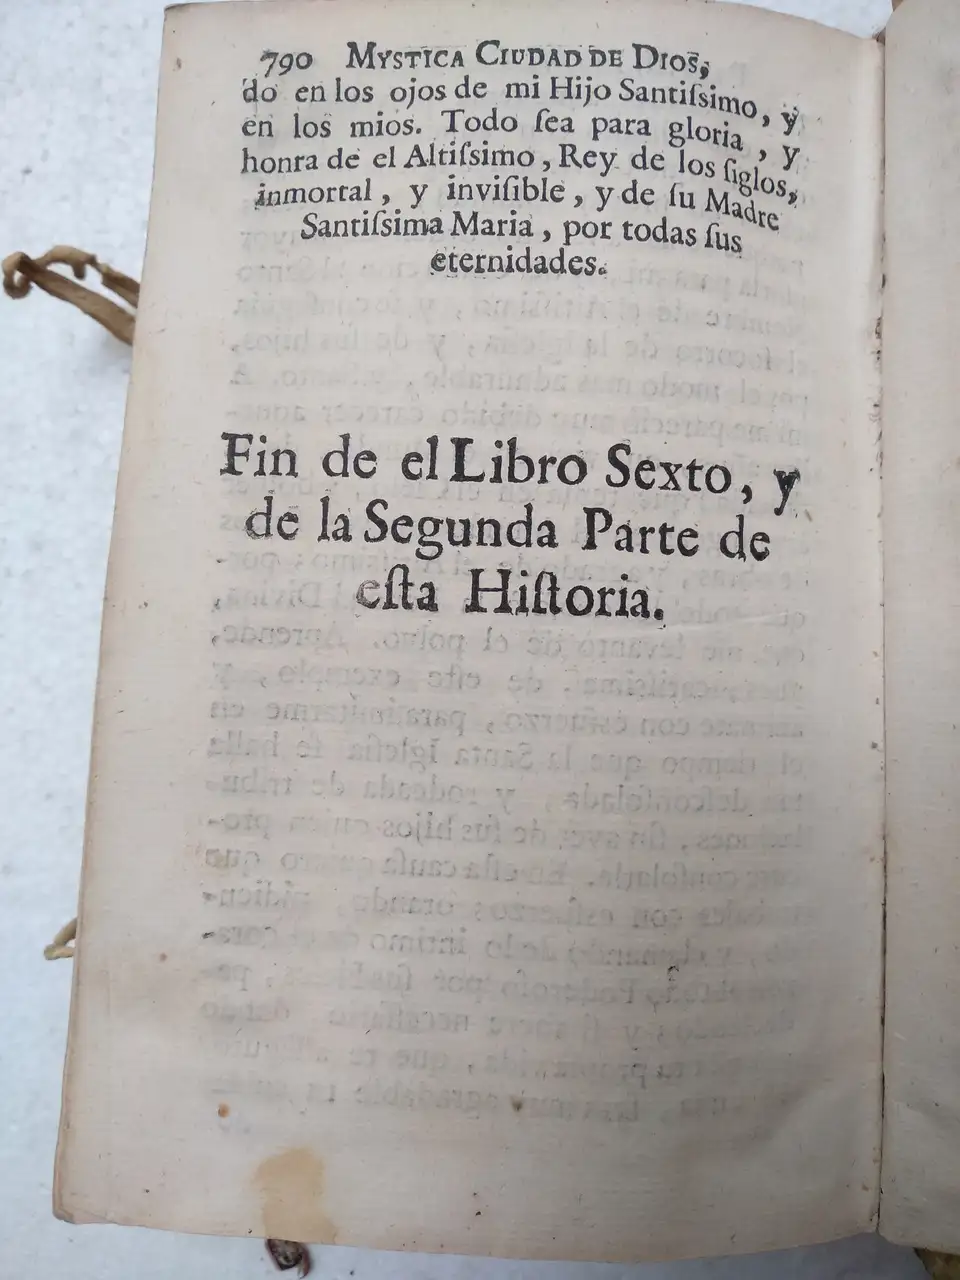 790 MYSTICA CIUDAD DE DIOS,
do en los ojos de mi Hijo Santiſsimo, y
en los mios. Todo ſea para gloria, y
honra de el Altiſsimo, Rey de los ſiglos,
inmortal, y inviſible, y de ſu Madre
Santiſsima Maria, por todas ſus
eternidades.
Fin de el Libro Sexto, y
de la Segunda Parte de
eſta Hiſtoria.